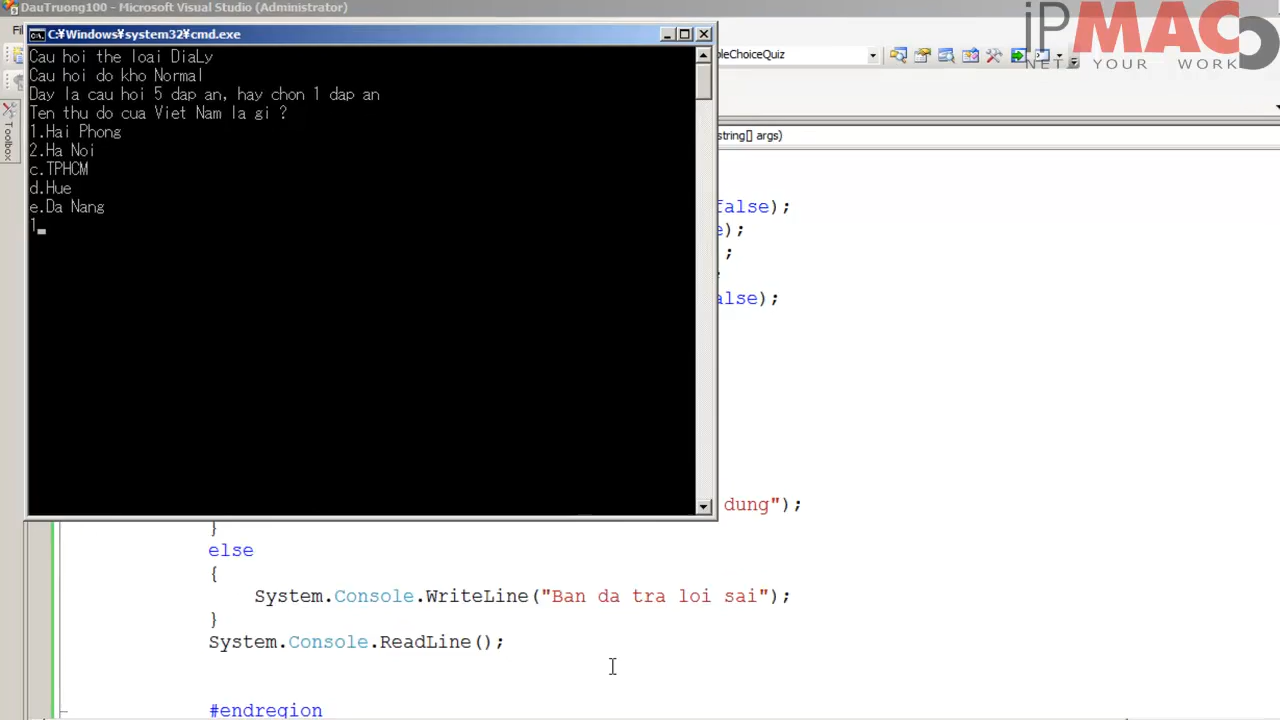 DauTruong100 - Microsoft Visual Studio (Administrator)
C:\Windows\system32\cmd.exe
iPMAC
NET YOUR WORK
Cau hoi the loai DiaLy
Cau hoi do kho Normal
Day la cau hoi 5 dap an, hay chon 1 dap an
Ten thu do cua Viet Nam la gi ?
1.Hai Phong
2.Ha Noi
c.TPHCM
d.Hue
e.Da Nang
1
Toolbox
leChoiceQuiz
string[] args)
false);
e);
);
alse);
dung");
}
else
{
System.Console.WriteLine("Ban da tra loi sai");
}
System.Console.ReadLine();
#endregion